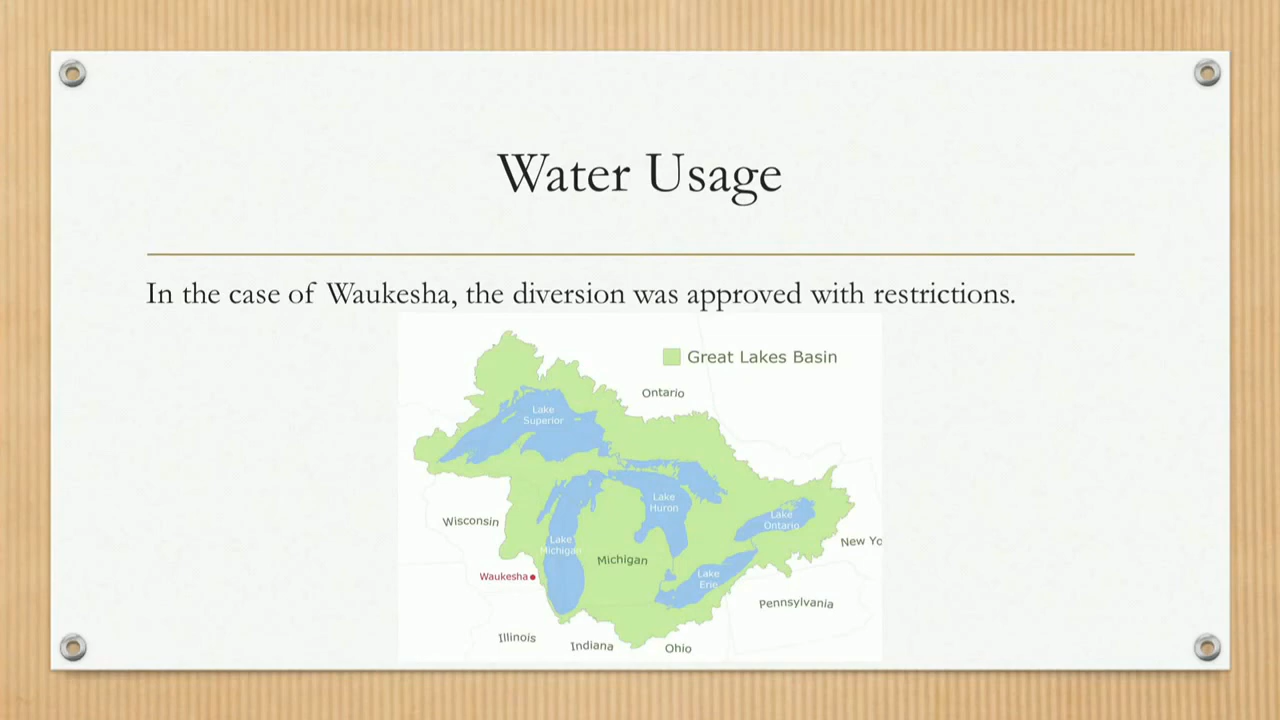 Water Usage
In the case of Waukesha, the diversion was approved with restrictions.
Great Lakes Basin
Ontario
Lake
Superior
Lake
Huron
Lake
Ontario
Wisconsin
Lake
Michigan
Michigan
New Yo
Waukesha
Lake
Erie
Pennsylvania
Illinois
Indiana
Ohio